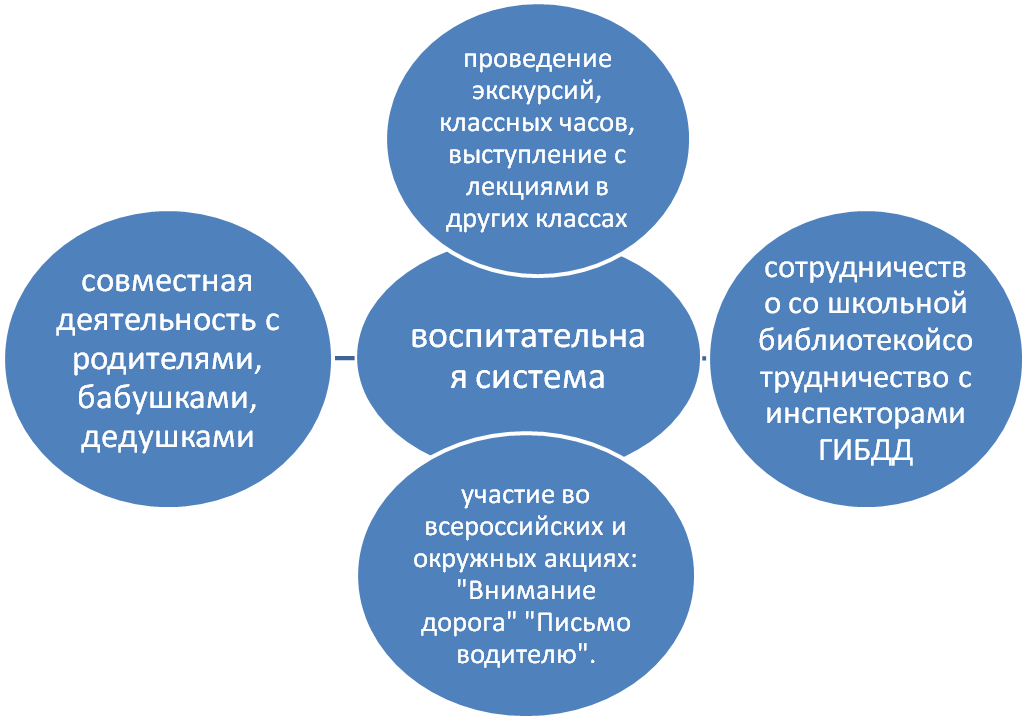 проведение
экскурсий,
классных часов,
выступление с
лекциями в
других классах
совместная
деятельность с
родителями,
бабушками,
дедушками
воспитательна
я система
сотрудничеств
о со школьной
библиотекойсо
трудничество с
инспекторами
ГИБДД
участие во
всероссийских и
окружных акциях:
"Внимание
дорога" "Письмо
водителю".